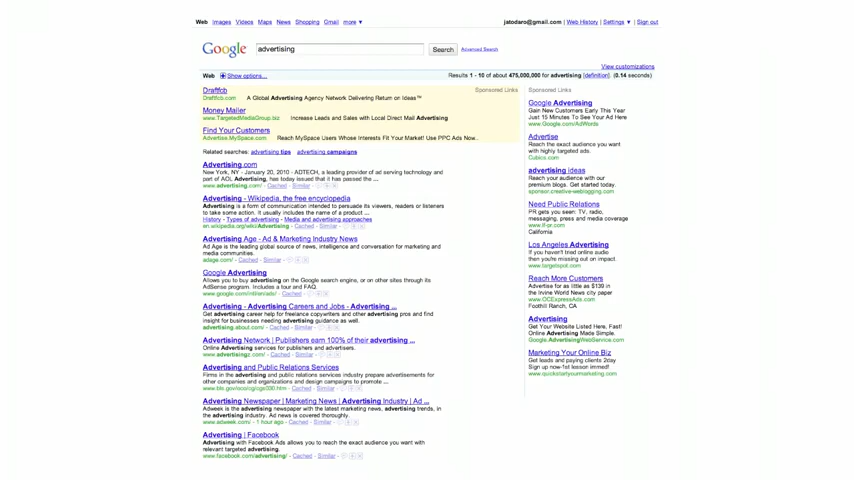 Web Images Videos Maps News Shopping Gmail more ▼ jatodaro@gmail.com | Web History | Settings ▼ | Sign out
Google advertising Search Advanced Search
View customizations
Web Show options... Results 1 - 10 of about 475,000,000 for advertising [definition]. (0.14 seconds)
Sponsored Links
Draftfcb
Draftfcb.com A Global Advertising Agency Network Delivering Return on Ideas™
Money Mailer
www.TargetedMediaGroup.biz Increase Leads and Sales with Local Direct Mail Advertising
Find Your Customers
Advertise.MySpace.com Reach MySpace Users Whose Interests Fit Your Market! Use PPC Ads Now..
Related searches: advertising tips advertising campaigns
Advertising.com
New York, NY - January 20, 2010 - ADTECH, a leading provider of ad serving technology and
part of AOL Advertising, has today issued that it has passed the ...
www.advertising.com/ - Cached - Similar
Advertising - Wikipedia, the free encyclopedia
Advertising is a form of communication intended to persuade its viewers, readers or listeners
to take some action. It usually includes the name of a product ...
History - Types of advertising - Media and advertising approaches
en.wikipedia.org/wiki/Advertising - Cached - Similar
Advertising Age - Ad & Marketing Industry News
Ad Age is the leading global source of news, intelligence and conversation for marketing and
media communities.
adage.com/ - Cached - Similar
Google Advertising
Allows you to buy advertising on the Google search engine, or on other sites through its
AdSense program. Includes a tour and FAQ.
www.google.com/intl/en/ads/ - Cached
Advertising - Advertising Careers and Jobs - Advertising ...
Get advertising career help for freelance copywriters and other advertising pros and find
insight for businesses needing advertising guidance as well.
advertising.about.com/ - Cached - Similar
Advertising Network | Publishers earn 100% of their advertising ...
Online Advertising services for publishers and advertisers.
www.advertisingz.com/ - Cached - Similar
Advertising and Public Relations Services
Firms in the advertising and public relations services industry prepare advertisements for
other companies and organizations and design campaigns to promote ...
www.bls.gov/oco/cg/cgs030.htm - Cached - Similar
Advertising Newspaper | Marketing News | Advertising Industry | Ad ...
Adweek is the advertising newspaper with the latest marketing news, advertising trends, in
the advertising industry. Ad news is covered thoroughly.
www.adweek.com/ - 1 hour ago - Cached - Similar
Advertising | Facebook
Advertising with Facebook Ads allows you to reach the exact audience you want with
relevant targeted advertising.
www.facebook.com/advertising/ - Cached - Similar
Sponsored Links
Google Advertising
Gain New Customers Early This Year
Just 15 Minutes To See Your Ad Here
www.Google.com/AdWords
Advertise
Reach the exact audience you want
with highly targeted ads.
Cubics.com
advertising ideas
Reach your audience with our
premium blogs. Get started today.
sponsor.creative-weblogging.com
Need Public Relations
PR gets you seen: TV, radio,
messaging, press and media coverage
www.tf-pr.com
California
Los Angeles Advertising
If you haven't tried online
then you're missing out on impact.
www.targetspot.com
Reach More Customers
Advertise for as little as $139 in
the Irvine World News city paper
www.OCExpressAds.com
Foothill Ranch, CA
Advertising
Get Your Website Listed Here, Fast!
Online Advertising Made Simple.
Google.AdvertisingWebService.com
Marketing Your Online Biz
Get leads and paying clients 2day
Sign up now-1st lesson immed!
www.quickstartyourmarketing.com